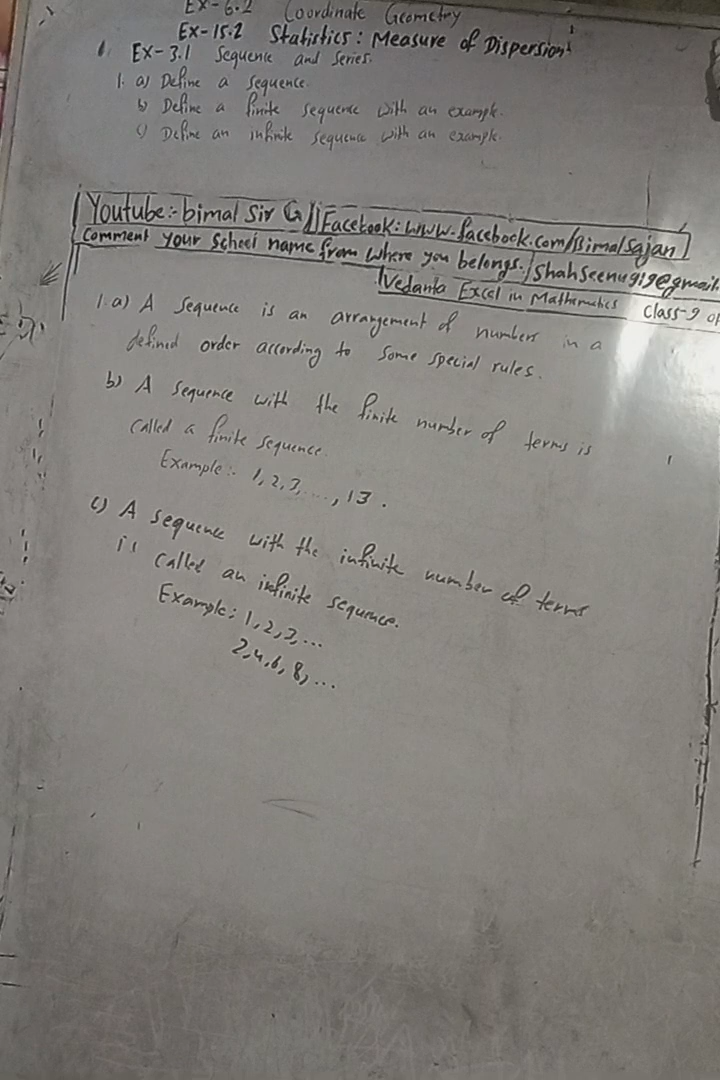 Ex-6.2 Coordinate Geometry
Ex-15.2 Statistics: Measure of Dispersion
Ex-3.1 Sequence and Series.
1. a) Define a sequence.
b) Define a finite sequence with an example.
c) Define an infinite sequence with an example.
Youtube:- bimal Sir G || Facebook: www.facebook.com/Bimalsajan
Comment your School name from where you belongs. / shahseenu9i9@gmail.
Vedanta Excel in Mathematics Class-9 op
1. a) A sequence is an arrangement of numbers in a
defined order according to some special rules.
b) A sequence with the finite number of terms is
called a finite sequence.
Example:- 1, 2, 3, ..., 13.
c) A sequence with the infinite number of terms
is called an infinite sequence.
Example: 1, 2, 3, ...
2, 4, 6, 8, ...